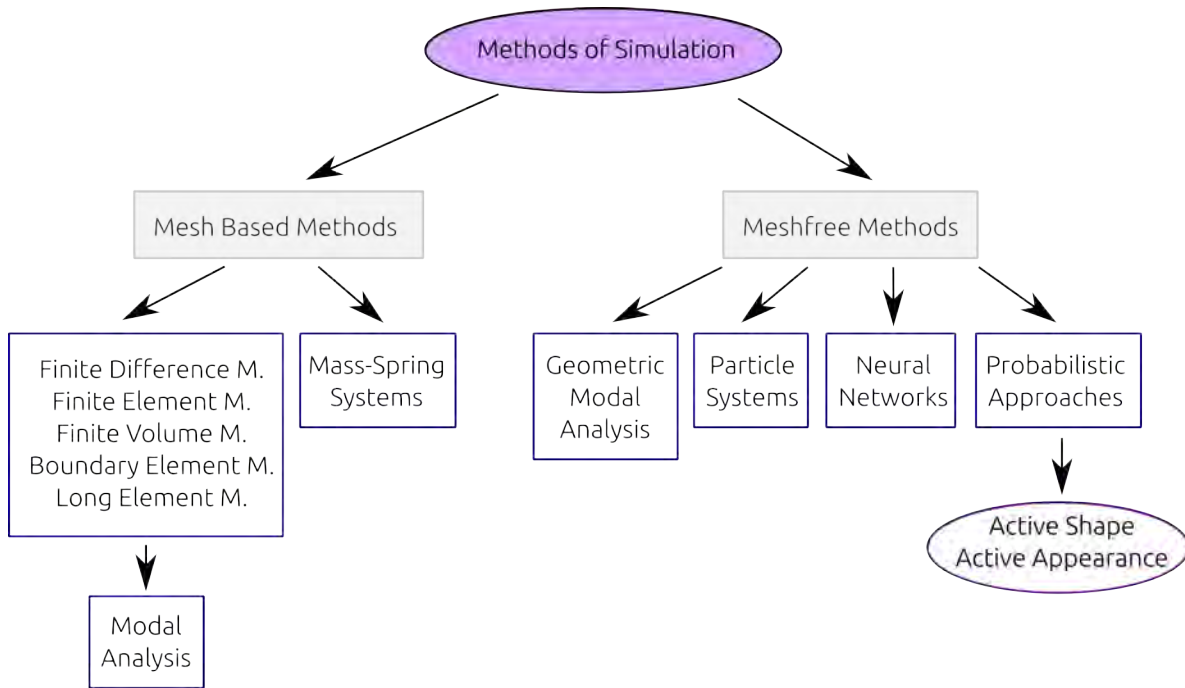 Methods of Simulation
Mesh Based Methods
Meshfree Methods
Finite Difference M.
Finite Element M.
Finite Volume M.
Boundary Element M.
Long Element M.
Mass-Spring
Systems
Geometric
Modal
Analysis
Particle
Systems
Neural
Networks
Probabilistic
Approaches
Modal
Analysis
Active Shape
Active Appearance